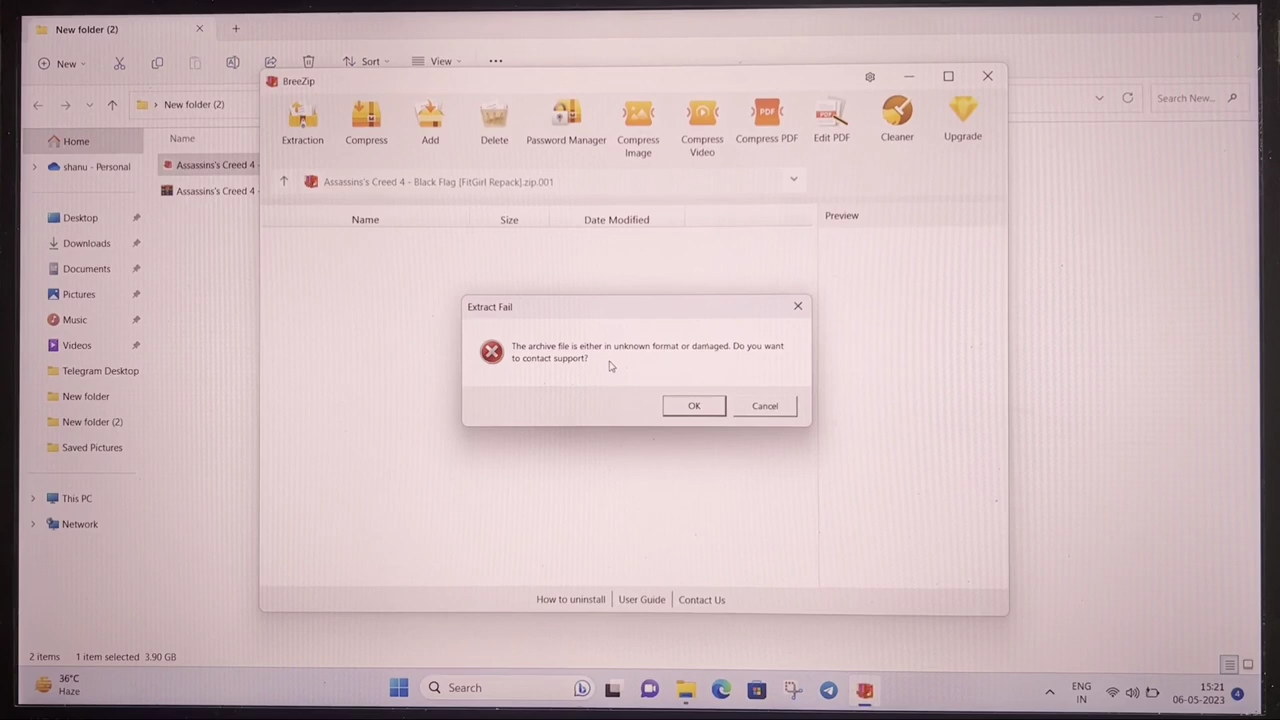 New folder (2)
New
Sort
View
New folder (2)
Search New...
Home
Name
shanu - Personal
Assassins's Creed 4 -
Assassins's Creed 4 -
Desktop
Downloads
Documents
Pictures
Music
Videos
Telegram Desktop
New folder
New folder (2)
Saved Pictures
This PC
Network
2 items 1 item selected 3.90 GB
BreeZip
Extraction
Compress
Add
Delete
Password Manager
Compress
Image
Compress
Video
PDF
Compress PDF
PDF
Edit PDF
Cleaner
Upgrade
Assassins's Creed 4 - Black Flag [FitGirl Repack].zip.001
Name Size Date Modified
Preview
Extract Fail
The archive file is either in unknown format or damaged. Do you want
to contact support?
OK Cancel
How to uninstall User Guide Contact Us
36°C
Haze
Search
ENG
IN
15:21
06-05-2023
4